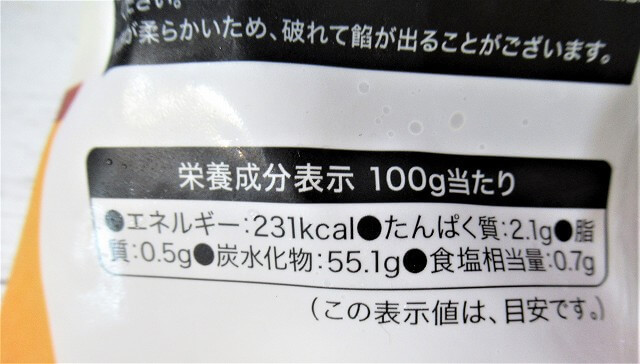 ださい。
が柔らかいため、破れて餡が出ることがございます。
栄養成分表示 100g当たり
●エネルギー:231kcal●たんぱく質:2.1g●脂
質:0.5g●炭水化物:55.1g●食塩相当量:0.7g
(この表示値は、目安です。)